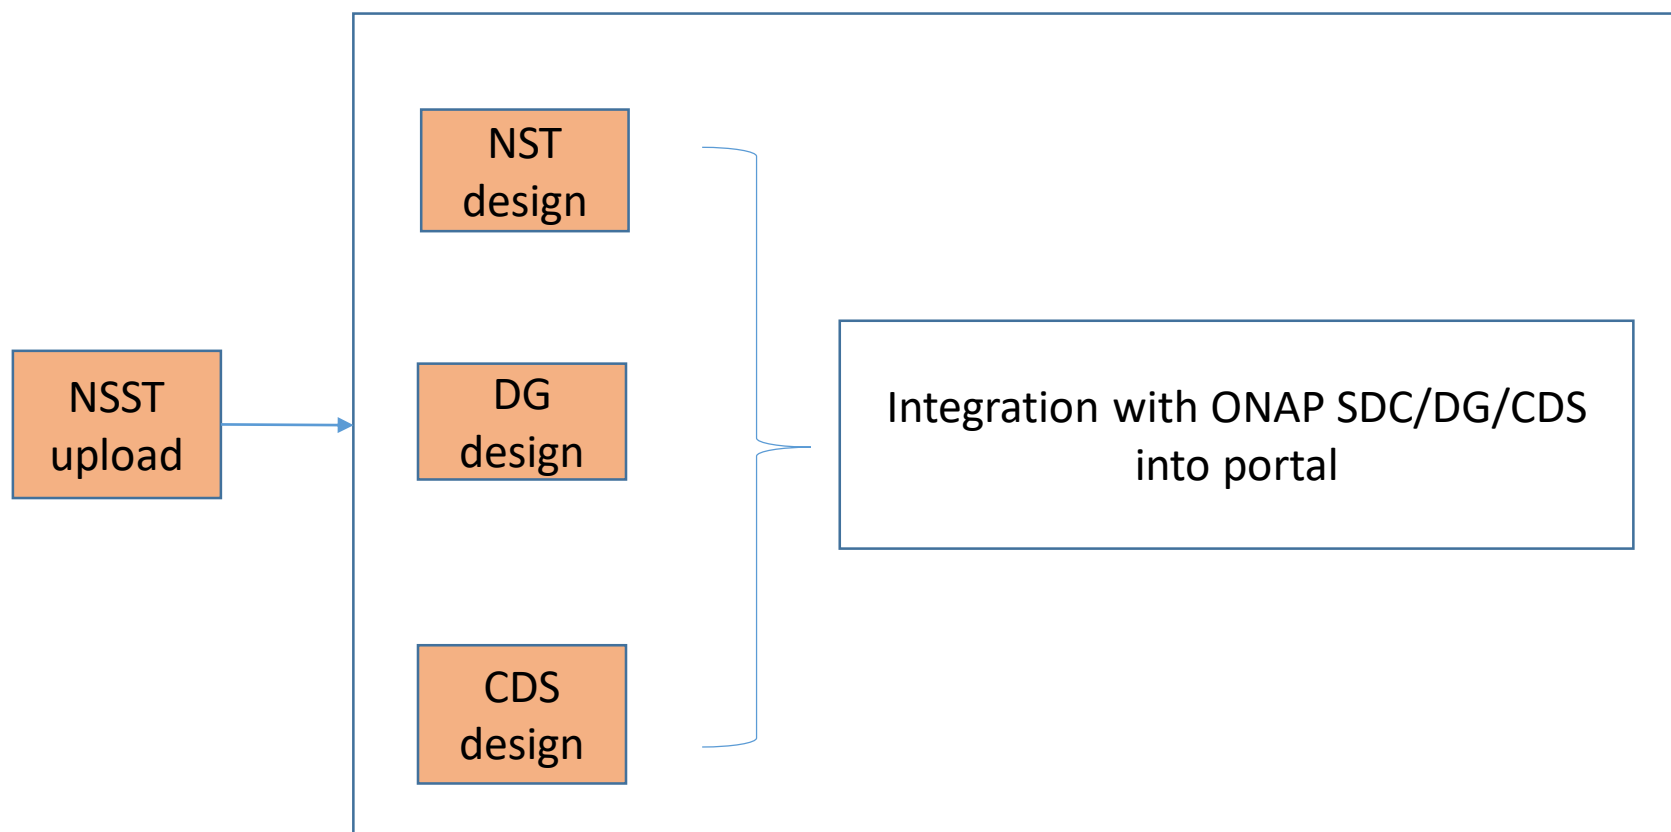 NSST
upload
NST
design
DG
design
CDS
design
Integration with ONAP SDC/DG/CDS
into portal